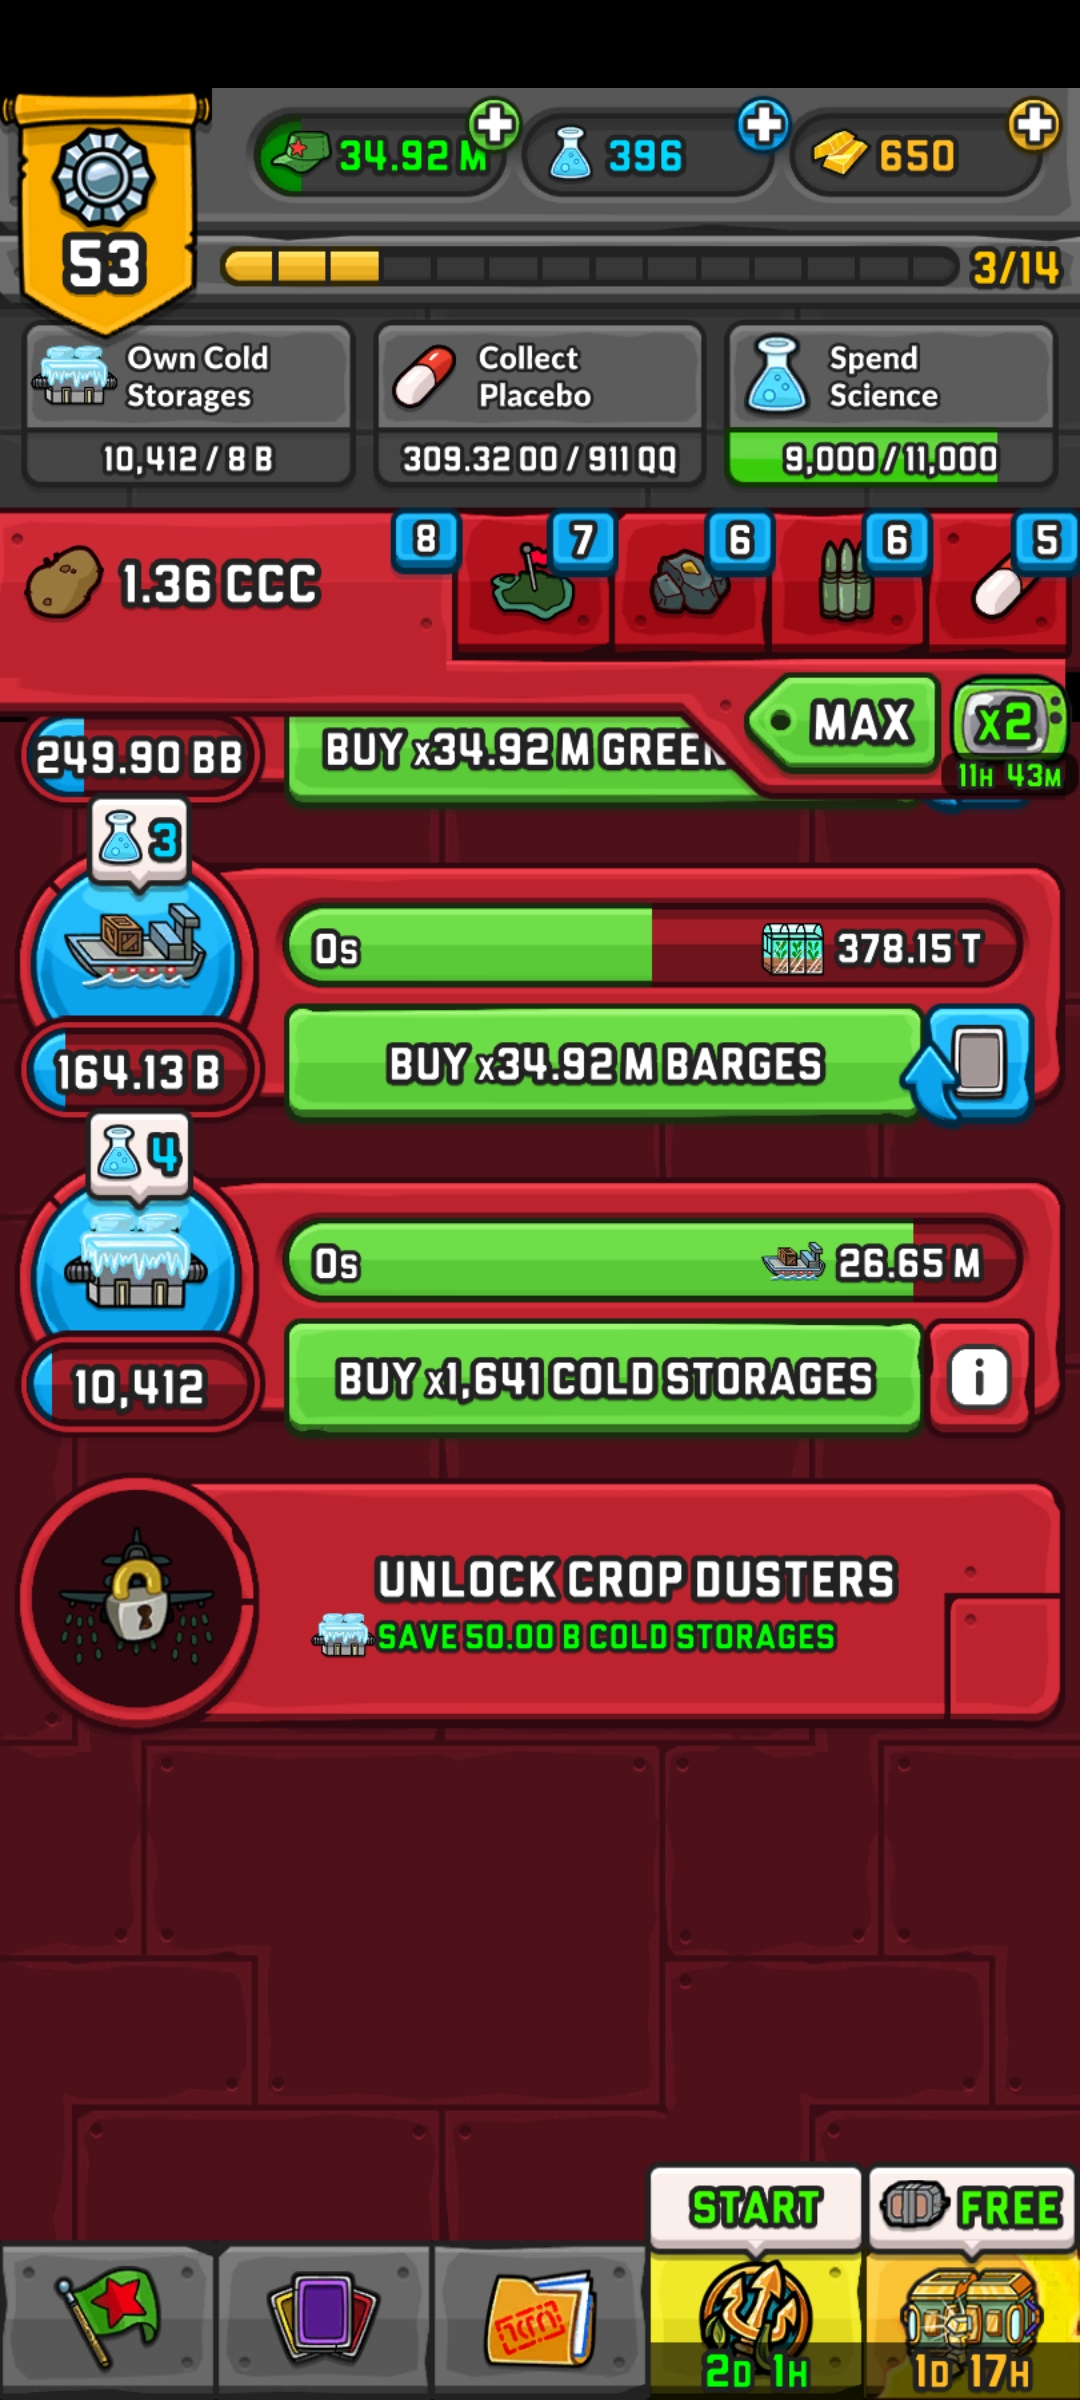 53
34.92 M
396
650
3/14
Own Cold
Storages
10,412 / 8 B
Collect
Placebo
309.32 OO / 911 QQ
Spend
Science
9,000 / 11,000
1.36 CCC
8
7
6
6
5
MAX
x2
11H 43M
249.90 BB
BUY x34.92 M GREEN
3
0s
378.15 T
164.13 B
BUY x34.92 M BARGES
4
0s
26.65 M
10,412
BUY x1,641 COLD STORAGES
i
UNLOCK CROP DUSTERS
SAVE 50.00 B COLD STORAGES
START
FREE
2D 1H
1D 17H